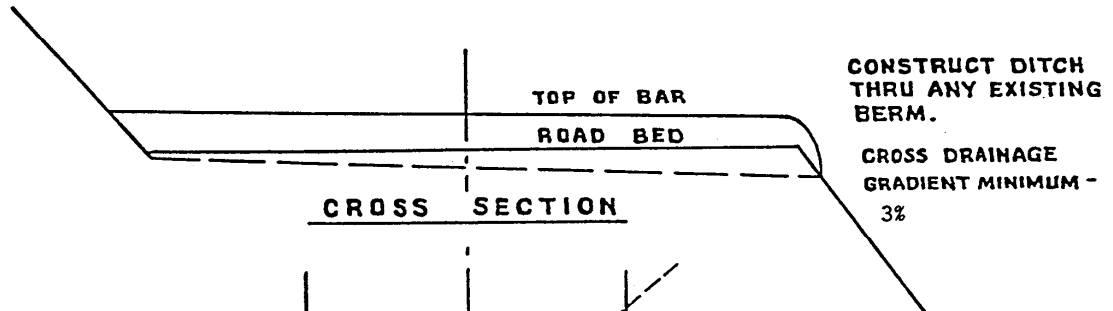 TOP OF BAR
ROAD BED
CROSS SECTION
CONSTRUCT DITCH
THRU ANY EXISTING
BERM.
CROSS DRAINAGE
GRADIENT MINIMUM -
3%